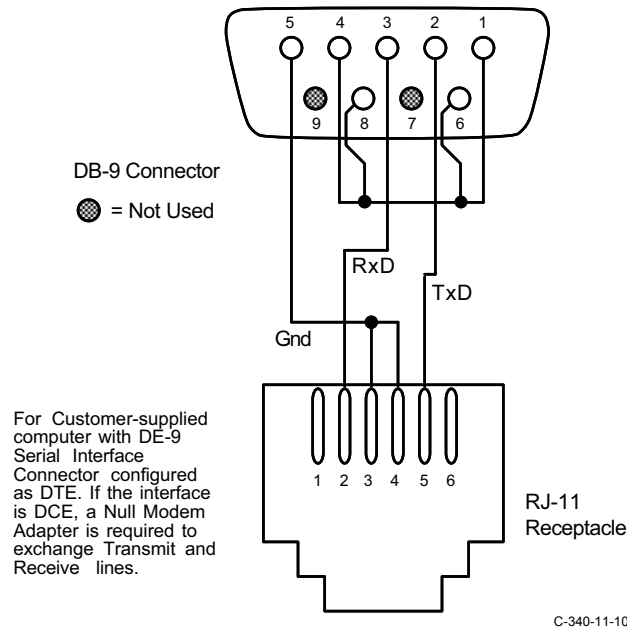 5 4 3 2 1
9 8 7 6
DB-9 Connector
= Not Used
RxD
TxD
Gnd
For Customer-supplied
computer with DE-9
Serial Interface
Connector configured
as DTE. If the interface
is DCE, a Null Modem
Adapter is required to
exchange Transmit and
Receive lines.
1 2 3 4 5 6
RJ-11
Receptacle
C-340-11-10